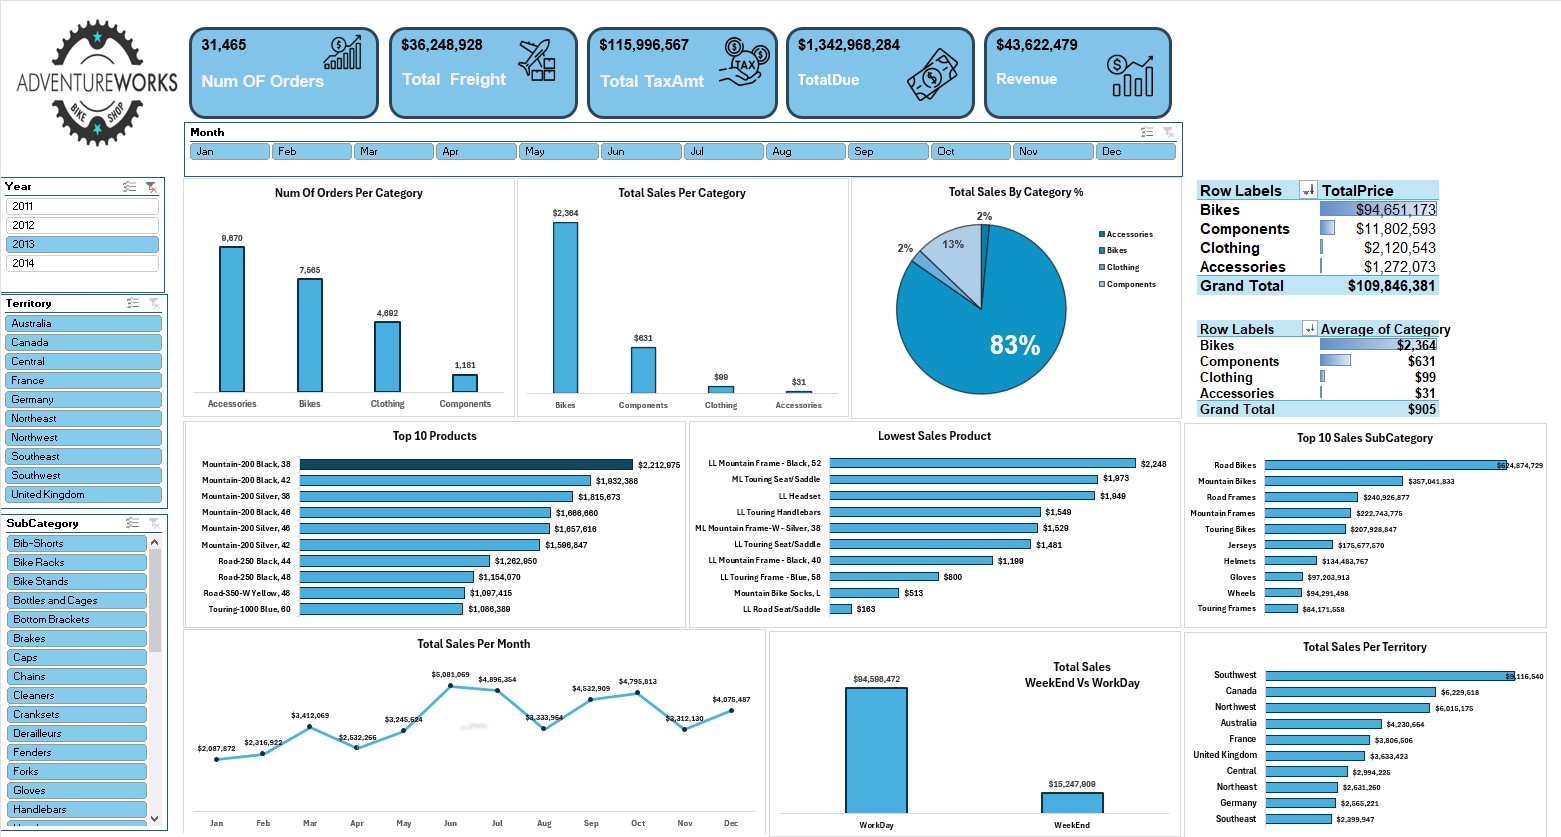 ADVENTUREWORKS
BIKE SHOP
31,465
Num OF Orders
$36,248,928
Total Freight
$115,996,567
Total TaxAmt
TAX
$1,342,968,284
TotalDue
$43,622,479
Revenue
Month
Jan Feb Mar Apr May Jun Jul Aug Sep Oct Nov Dec
Year
2011
2012
2013
2014
Territory
Australia
Canada
Central
France
Germany
Northeast
Northwest
Southeast
Southwest
United Kingdom
SubCategory
Bib-Shorts
Bike Racks
Bike Stands
Bottles and Cages
Bottom Brackets
Brakes
Caps
Chains
Cleaners
Cranksets
Derailleurs
Fenders
Forks
Gloves
Handlebars
Num Of Orders Per Category
9,670
7,565
4,692
1,181
Accessories Bikes Clothing Components
Total Sales Per Category
$2,364
$631
$99
$31
Bikes Components Clothing Accessories
Total Sales By Category %
2%
2%
13%
83%
Accessories
Bikes
Clothing
Components
Row Labels TotalPrice
Bikes $94,651,173
Components $11,802,593
Clothing $2,120,543
Accessories $1,272,073
Grand Total $109,846,381
Row Labels Average of Category
Bikes $2,364
Components $631
Clothing $99
Accessories $31
Grand Total $905
Top 10 Products
Mountain-200 Black, 38 $2,212,975
Mountain-200 Black, 42 $1,932,388
Mountain-200 Silver, 38 $1,815,673
Mountain-200 Black, 46 $1,666,660
Mountain-200 Silver, 46 $1,657,616
Mountain-200 Silver, 42 $1,596,847
Road-250 Black, 44 $1,262,950
Road-250 Black, 48 $1,154,070
Road-350-W Yellow, 48 $1,097,415
Touring-1000 Blue, 60 $1,086,389
Lowest Sales Product
LL Mountain Frame - Black, 52 $2,248
ML Touring Seat/Saddle $1,973
LL Headset $1,949
LL Touring Handlebars $1,549
ML Mountain Frame-W - Silver, 38 $1,529
LL Touring Seat/Saddle $1,481
LL Mountain Frame - Black, 40 $1,199
LL Touring Frame - Blue, 58 $800
Mountain Bike Socks, L $513
LL Road Seat/Saddle $163
Top 10 Sales SubCategory
Road Bikes $624,874,729
Mountain Bikes $357,041,833
Road Frames $240,926,877
Mountain Frames $222,743,775
Touring Bikes $207,928,847
Jerseys $175,677,570
Helmets $134,483,767
Gloves $97,203,913
Wheels $94,291,498
Touring Frames $84,171,558
Total Sales Per Month
$2,087,872
$2,316,922
$3,412,069
$2,532,266
$3,245,624
$5,081,069
$4,896,354
$3,333,964
$4,532,909
$4,795,813
$3,312,130
$4,075,487
Jan Feb Mar Apr May Jun Jul Aug Sep Oct Nov Dec
Total Sales
WeekEnd Vs WorkDay
$94,598,472
$15,247,909
WorkDay WeekEnd
Total Sales Per Territory
Southwest $9,116,540
Canada $6,229,518
Northwest $6,015,175
Australia $4,230,664
France $3,806,506
United Kingdom $3,633,423
Central $2,994,225
Northeast $2,631,260
Germany $2,565,221
Southeast $2,399,947